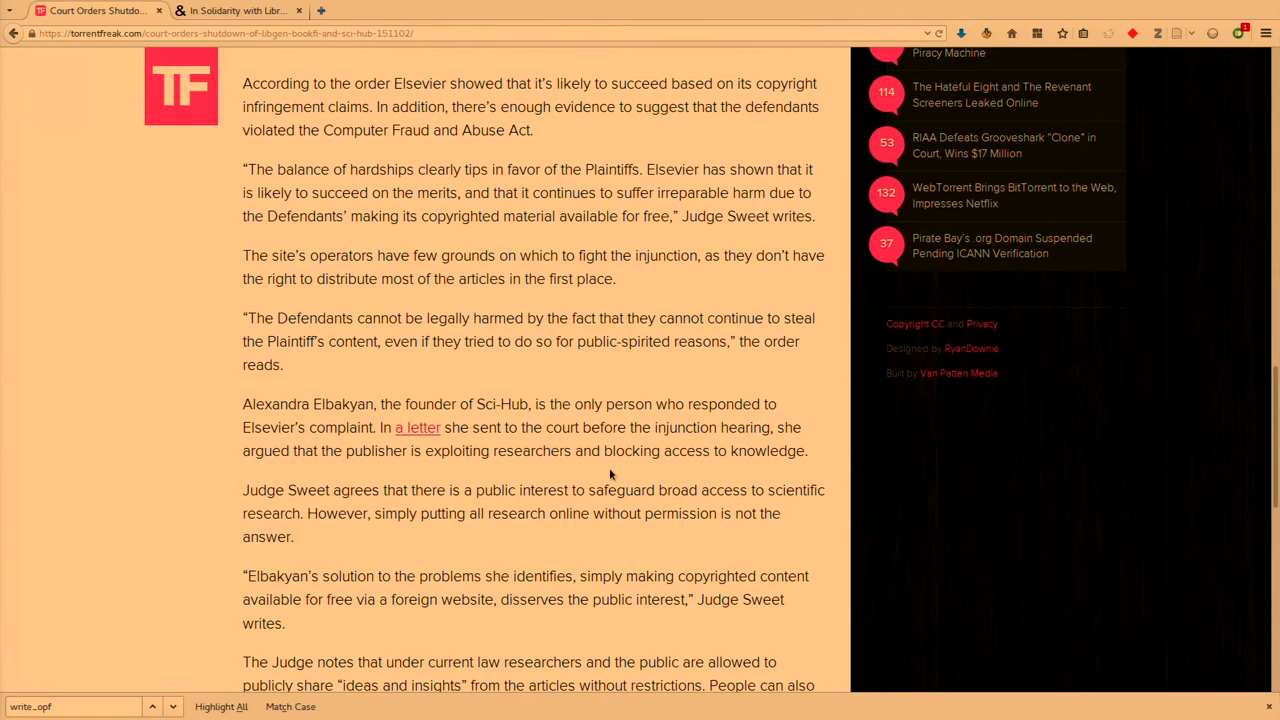 Court Orders Shutdo...
In Solidarity with Libr...
https://torrentfreak.com/court-orders-shutdown-of-libgen-bookfi-and-sci-hub-151102/
1
TF
According to the order Elsevier showed that it’s likely to succeed based on its copyright
infringement claims. In addition, there’s enough evidence to suggest that the defendants
violated the Computer Fraud and Abuse Act.
“The balance of hardships clearly tips in favor of the Plaintiffs. Elsevier has shown that it
is likely to succeed on the merits, and that it continues to suffer irreparable harm due to
the Defendants’ making its copyrighted material available for free,” Judge Sweet writes.
The site’s operators have few grounds on which to fight the injunction, as they don’t have
the right to distribute most of the articles in the first place.
“The Defendants cannot be legally harmed by the fact that they cannot continue to steal
the Plaintiff’s content, even if they tried to do so for public-spirited reasons,” the order
reads.
Alexandra Elbakyan, the founder of Sci-Hub, is the only person who responded to
Elsevier’s complaint. In a letter she sent to the court before the injunction hearing, she
argued that the publisher is exploiting researchers and blocking access to knowledge.
Judge Sweet agrees that there is a public interest to safeguard broad access to scientific
research. However, simply putting all research online without permission is not the
answer.
“Elbakyan’s solution to the problems she identifies, simply making copyrighted content
available for free via a foreign website, disserves the public interest,” Judge Sweet
writes.
The Judge notes that under current law researchers and the public are allowed to
publicly share “ideas and insights” from the articles without restrictions. People can also
Piracy Machine
114
The Hateful Eight and The Revenant
Screeners Leaked Online
53
RIAA Defeats Grooveshark “Clone” in
Court, Wins $17 Million
132
WebTorrent Brings BitTorrent to the Web,
Impresses Netflix
37
Pirate Bay’s .org Domain Suspended
Pending ICANN Verification
Copyright CC and Privacy
Designed by RyanDownie
Built by Van Patten Media
write_opf
Highlight All
Match Case